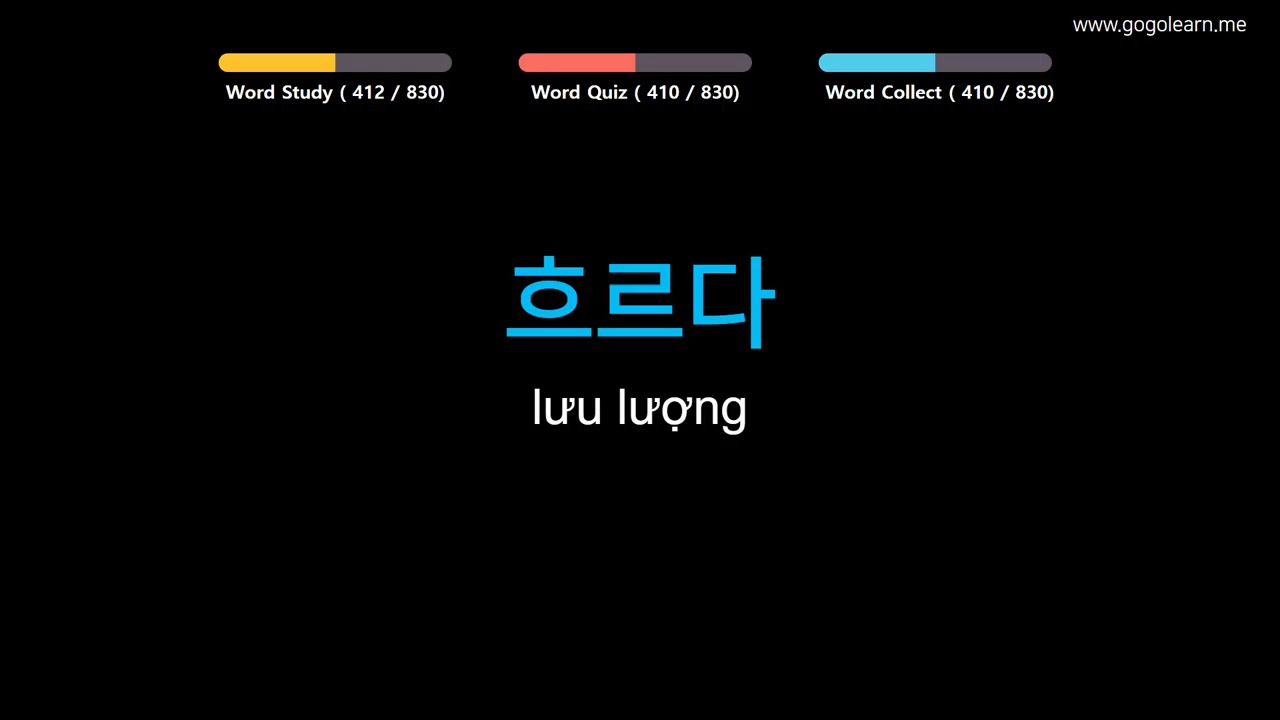 www.gogolearn.me
Word Study ( 412 / 830)
Word Quiz ( 410 / 830)
Word Collect ( 410 / 830)
흐르다
lưu lượng